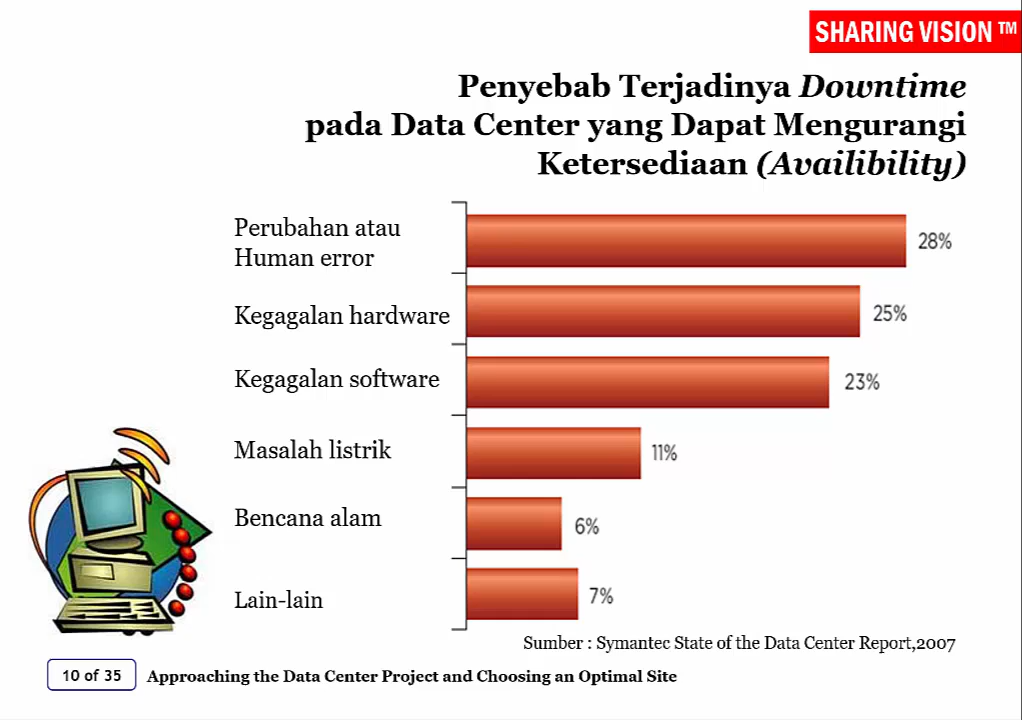 SHARING VISION ™
Penyebab Terjadinya Downtime
pada Data Center yang Dapat Mengurangi
Ketersediaan (Availibility)
Perubahan atau
Human error
28%
Kegagalan hardware
25%
Kegagalan software
23%
Masalah listrik
11%
Bencana alam
6%
Lain-lain
7%
Sumber : Symantec State of the Data Center Report,2007
10 of 35
Approaching the Data Center Project and Choosing an Optimal Site